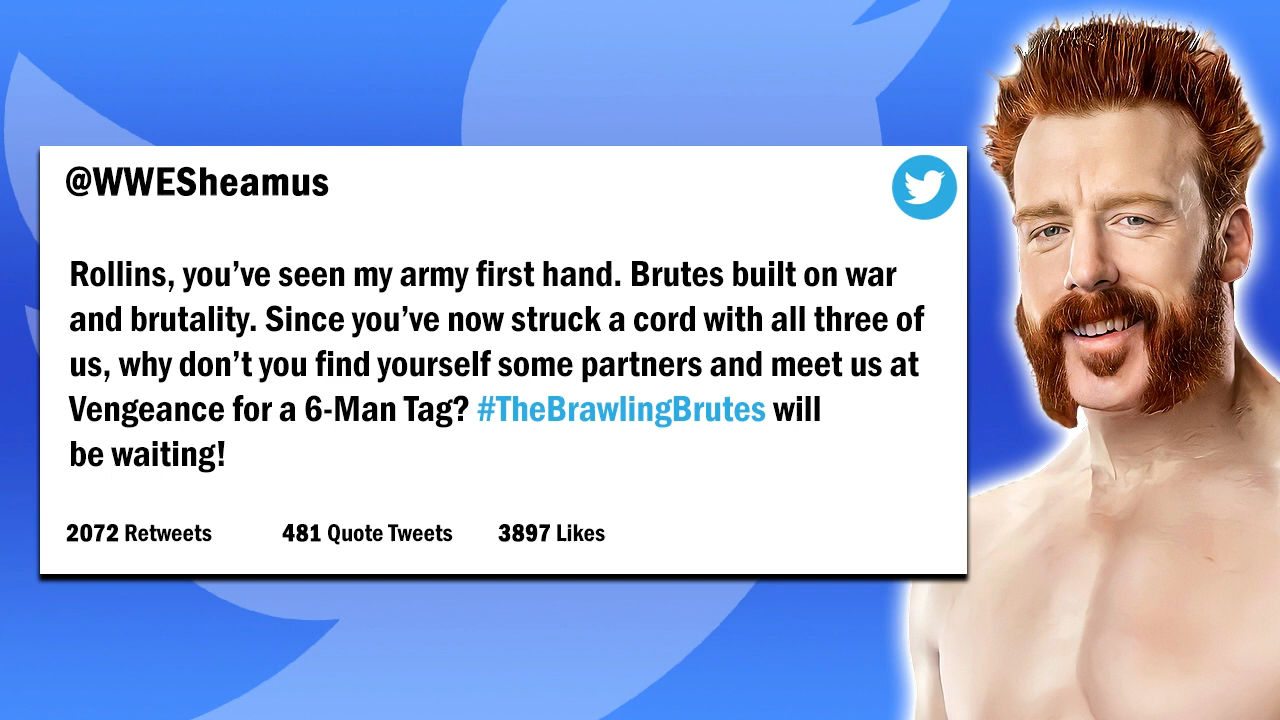 @WWESheamus
Rollins, you’ve seen my army first hand. Brutes built on war
and brutality. Since you’ve now struck a cord with all three of
us, why don’t you find yourself some partners and meet us at
Vengeance for a 6-Man Tag? #TheBrawlingBrutes will
be waiting!
2072 Retweets 481 Quote Tweets 3897 Likes